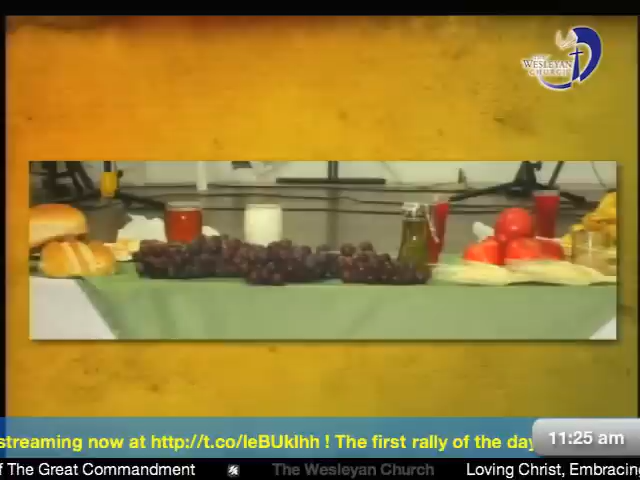 THE
WESLEYAN
CHURCH
streaming now at http://t.co/IeBUkIhh ! The first rally of the day
11:25 am
f The Great Commandment The Wesleyan Church Loving Christ, Embracing